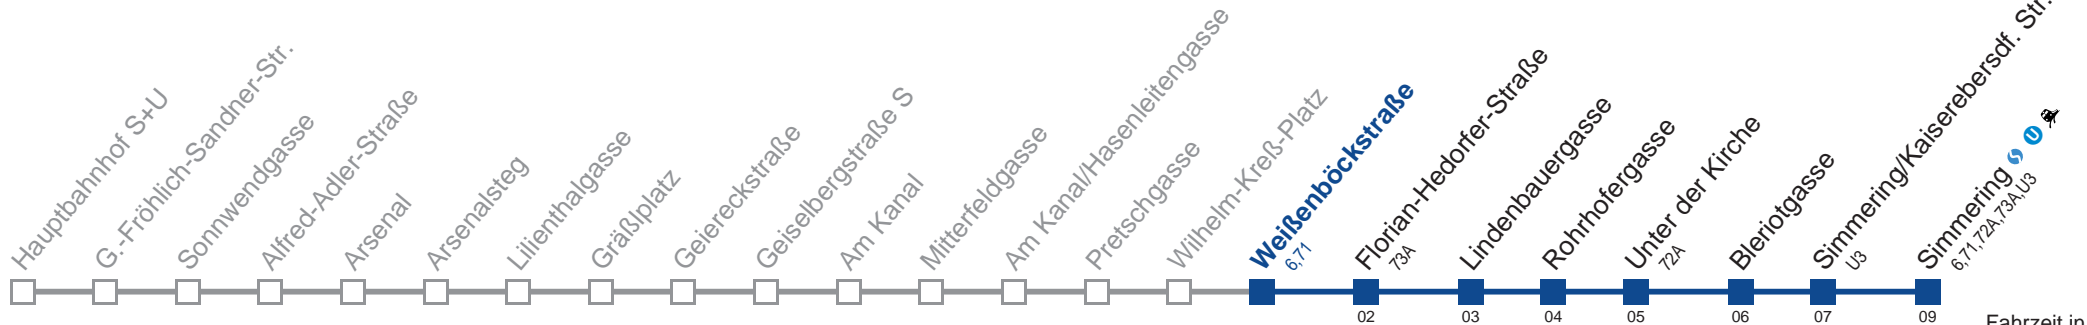 Hauptbahnhof S+U
G.-Fröhlich-Sandner-Str.
Sonnwendgasse
Alfred-Adler-Straße
Arsenal
Arsenalsteg
Lilienthalgasse
Gräßlplatz
Geiereckstraße
Geiselbergstraße S
Am Kanal
Mitterfeldgasse
Am Kanal/Hasenleitengasse
Pretschgasse
Wilhelm-Kreß-Platz
Weißenböckstraße
6,71
Florian-Hedorfer-Straße
73A
Lindenbauergasse
Rohrhofergasse
Unter der Kirche
72A
Bleriotgasse
Simmering/Kaiserebersdf. Str.
U3
Simmering S U
6,71,72A,73A,U3
02 03 04 05 06 07 09
Fahrzeit in